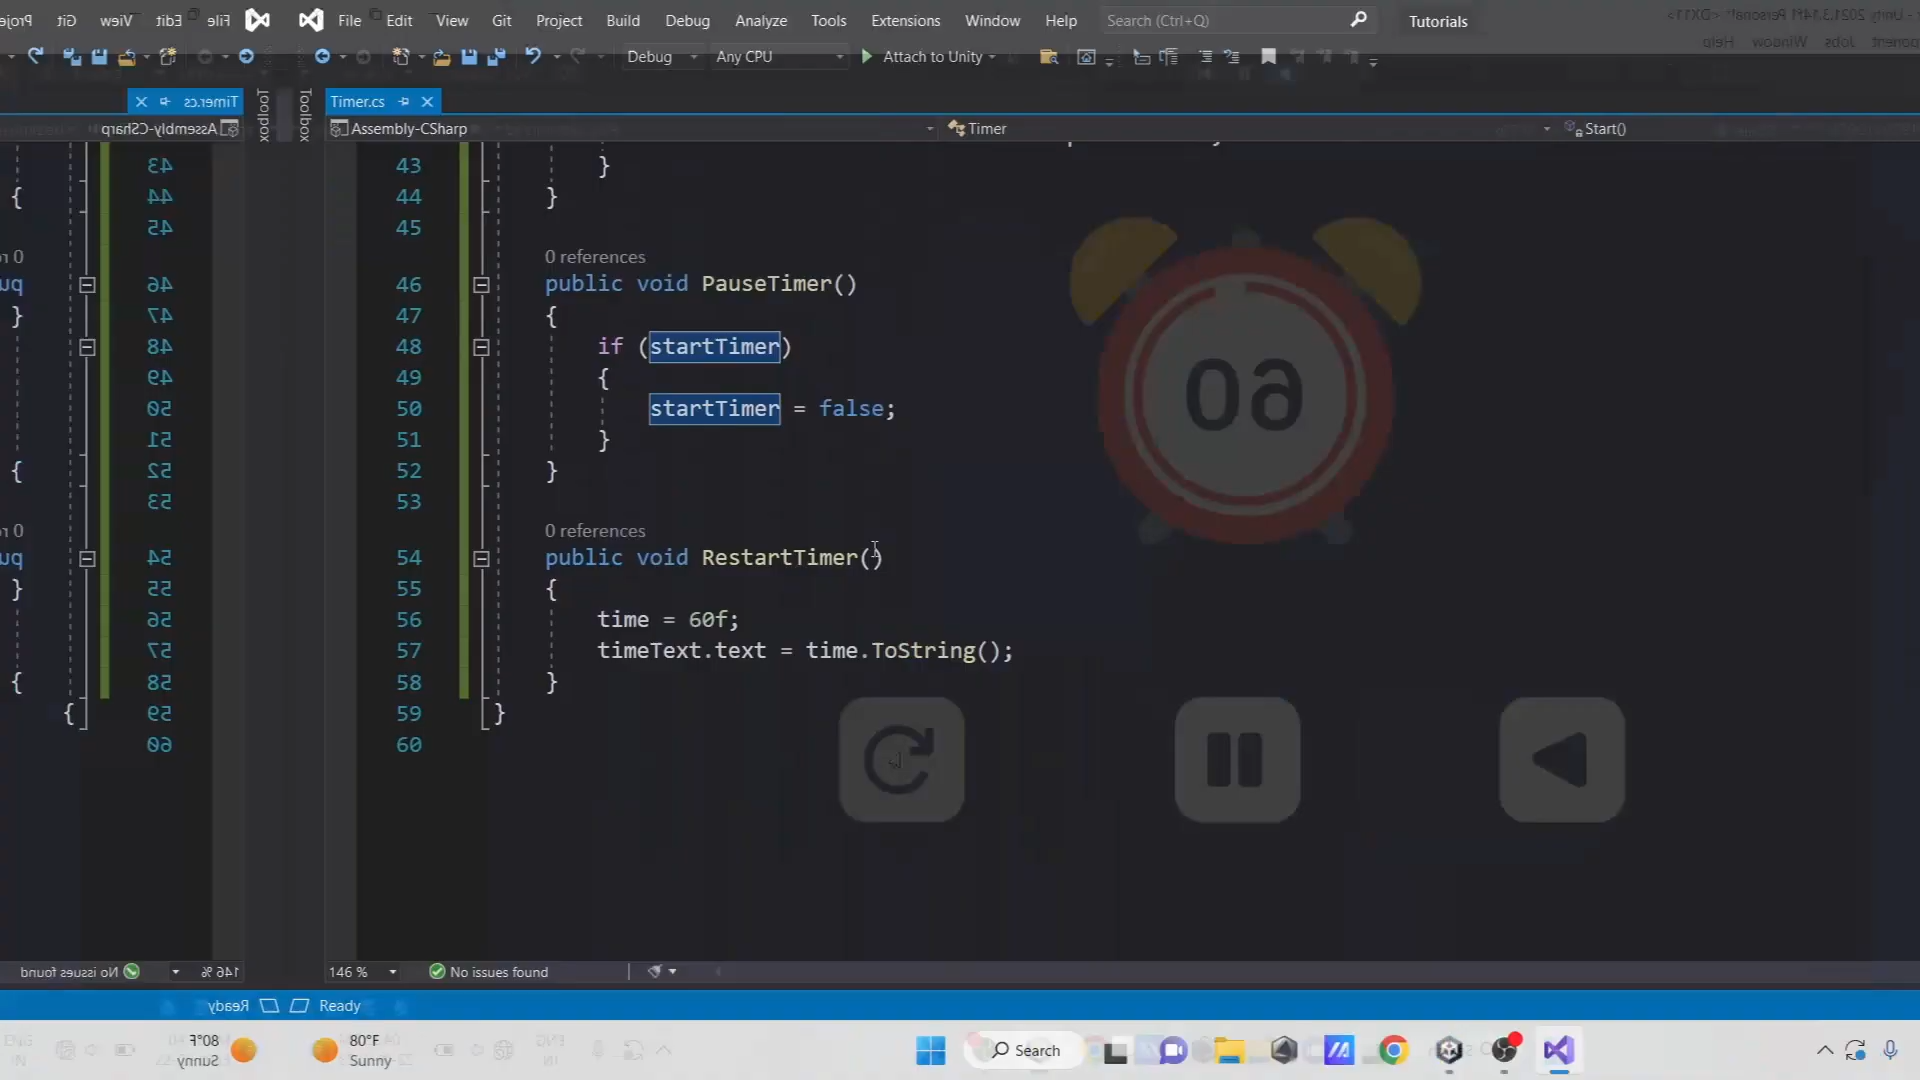 File Edit View Git Project Build Debug Analyze Tools Extensions Window Help Search (Ctrl+Q) Tutorials
Debug Any CPU Attach to Unity
Timer.cs
Toolbox
Assembly-CSharp Timer Start()
43 }
44 }
45
0 references
46 public void PauseTimer()
47 {
48 if (startTimer)
49 {
50 startTimer = false;
51 }
52 }
53
0 references
54 public void RestartTimer()
55 {
56 time = 60f;
57 timeText.text = time.ToString();
58 }
59 }
60
60
146 % No issues found
Ready
80°F
Sunny
Search